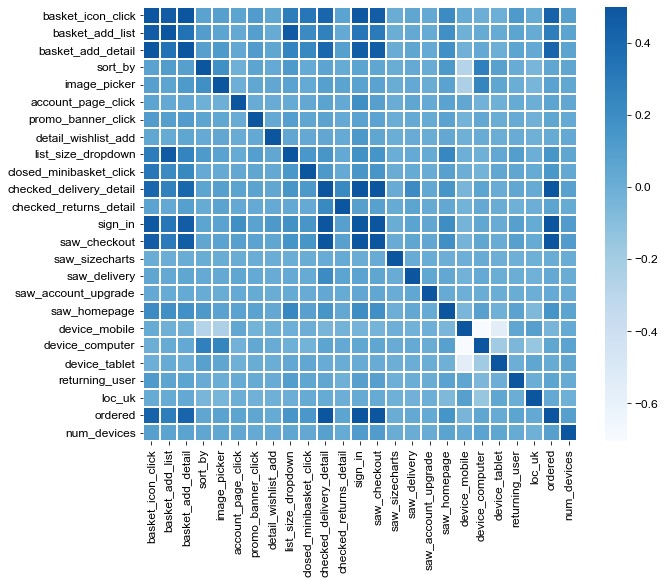 basket_icon_click
basket_add_list
basket_add_detail
sort_by
image_picker
account_page_click
promo_banner_click
detail_wishlist_add
list_size_dropdown
closed_minibasket_click
checked_delivery_detail
checked_returns_detail
sign_in
saw_checkout
saw_sizecharts
saw_delivery
saw_account_upgrade
saw_homepage
device_mobile
device_computer
device_tablet
returning_user
loc_uk
ordered
num_devices
basket_icon_click
basket_add_list
basket_add_detail
sort_by
image_picker
account_page_click
promo_banner_click
detail_wishlist_add
list_size_dropdown
closed_minibasket_click
checked_delivery_detail
checked_returns_detail
sign_in
saw_checkout
saw_sizecharts
saw_delivery
saw_account_upgrade
saw_homepage
device_mobile
device_computer
device_tablet
returning_user
loc_uk
ordered
num_devices
0.4
0.2
0.0
−0.2
−0.4
−0.6